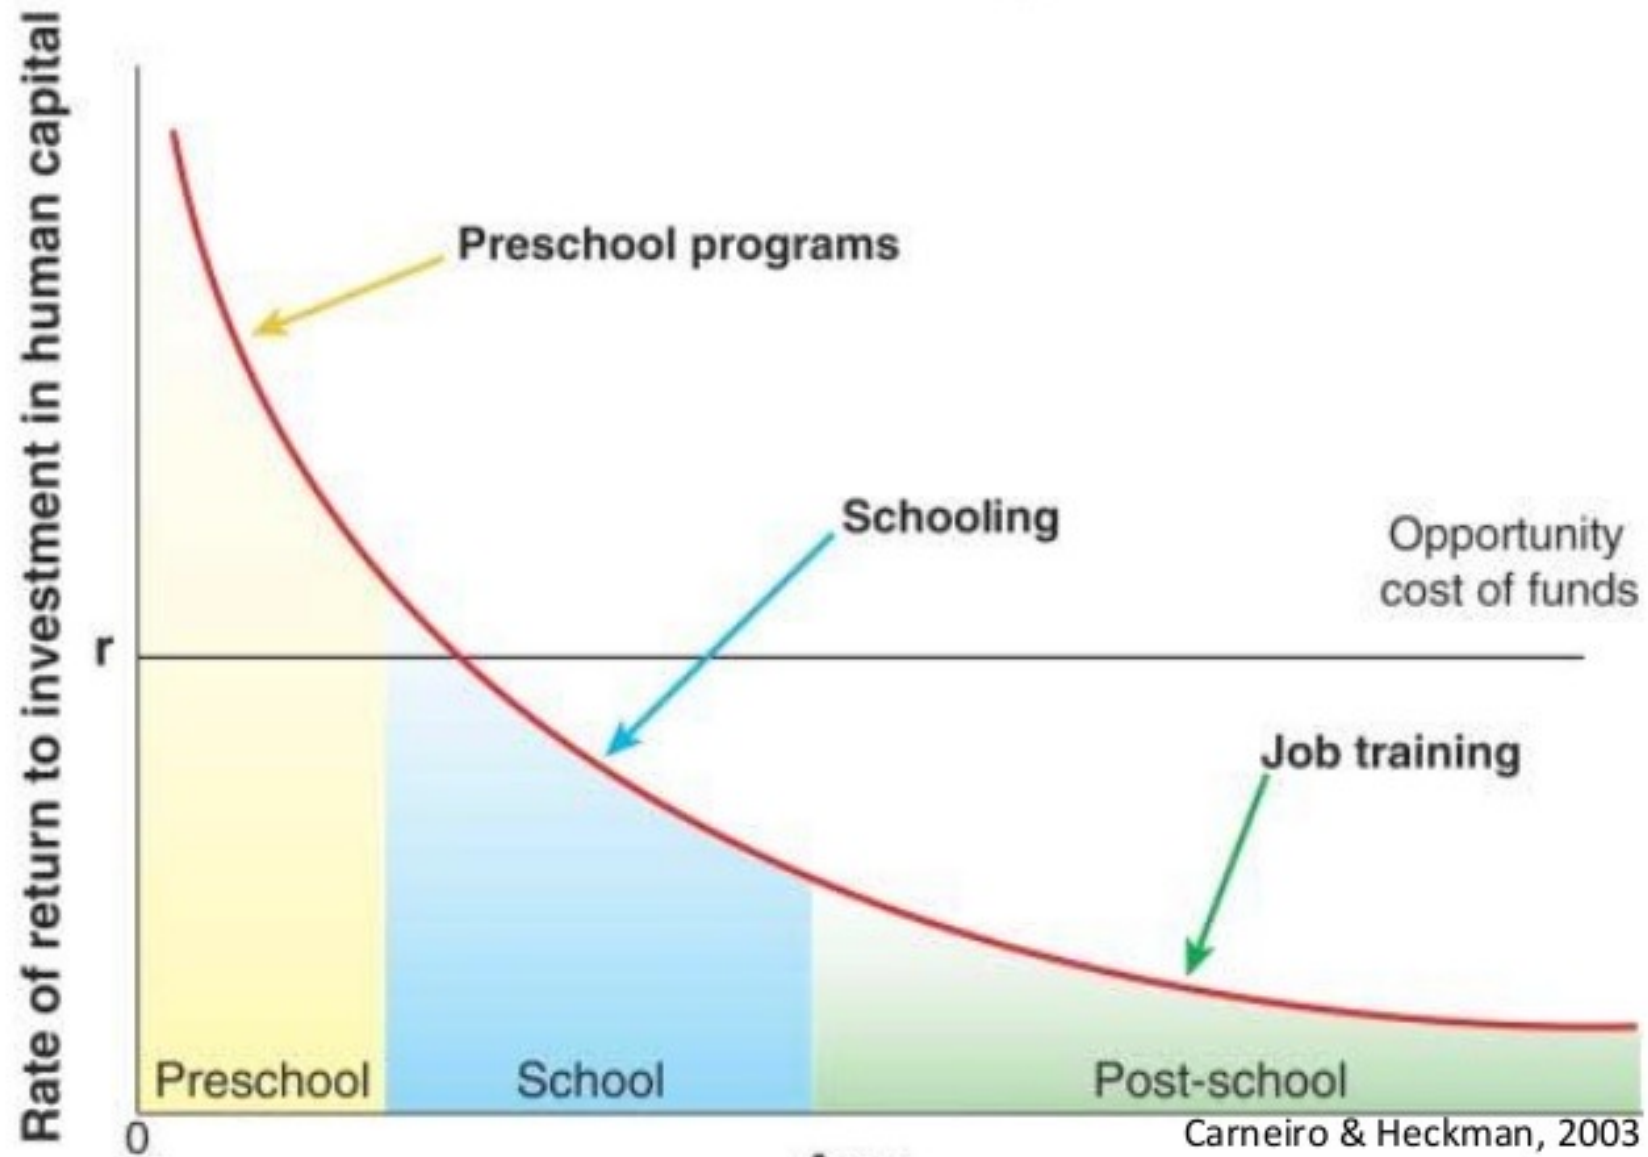 Rate of return to investment in human capital
Preschool programs
Schooling
Opportunity
cost of funds
r
Job training
Preschool
School
Post-school
0
Carneiro & Heckman, 2003